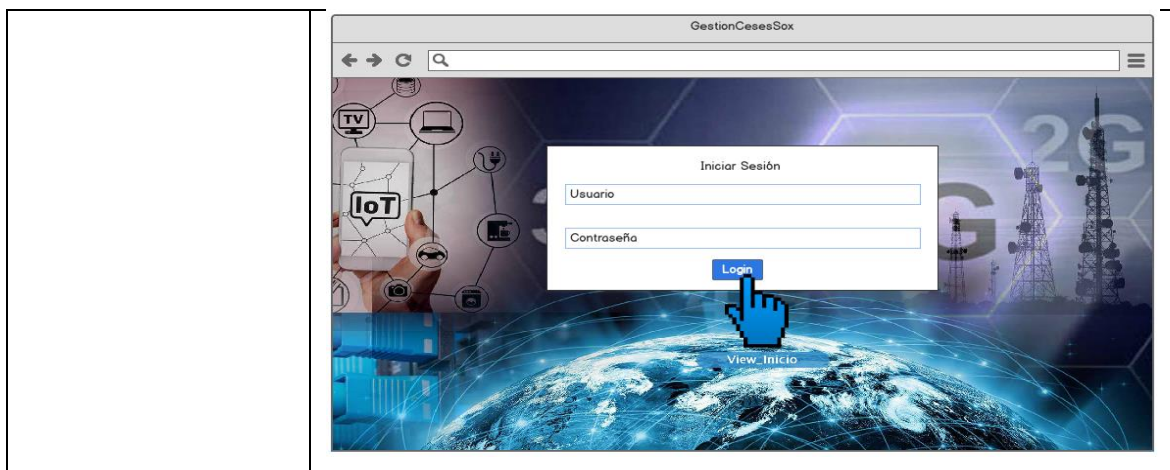 GestionCesesSox
TV
IoT
2G
G
Iniciar Sesión
Usuario
Contraseña
Login
View_Inicio